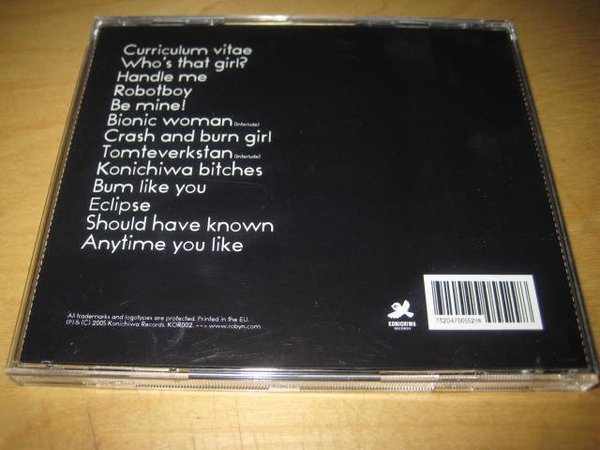 Curriculum vitae
Who's that girl?
Handle me
Robotboy
Be mine!
Bionic woman (Interlude)
Crash and burn girl
Tomteverkstan (Interlude)
Konichiwa bitches
Bum like you
Eclipse
Should have known
Anytime you like
All trademarks and logotypes are protected. Printed in the EU.
(P) & (C) 2005 Konichiwa Records. KOR002. --- www.robyn.com
KONICHIWA
RECORDS
7320470055274